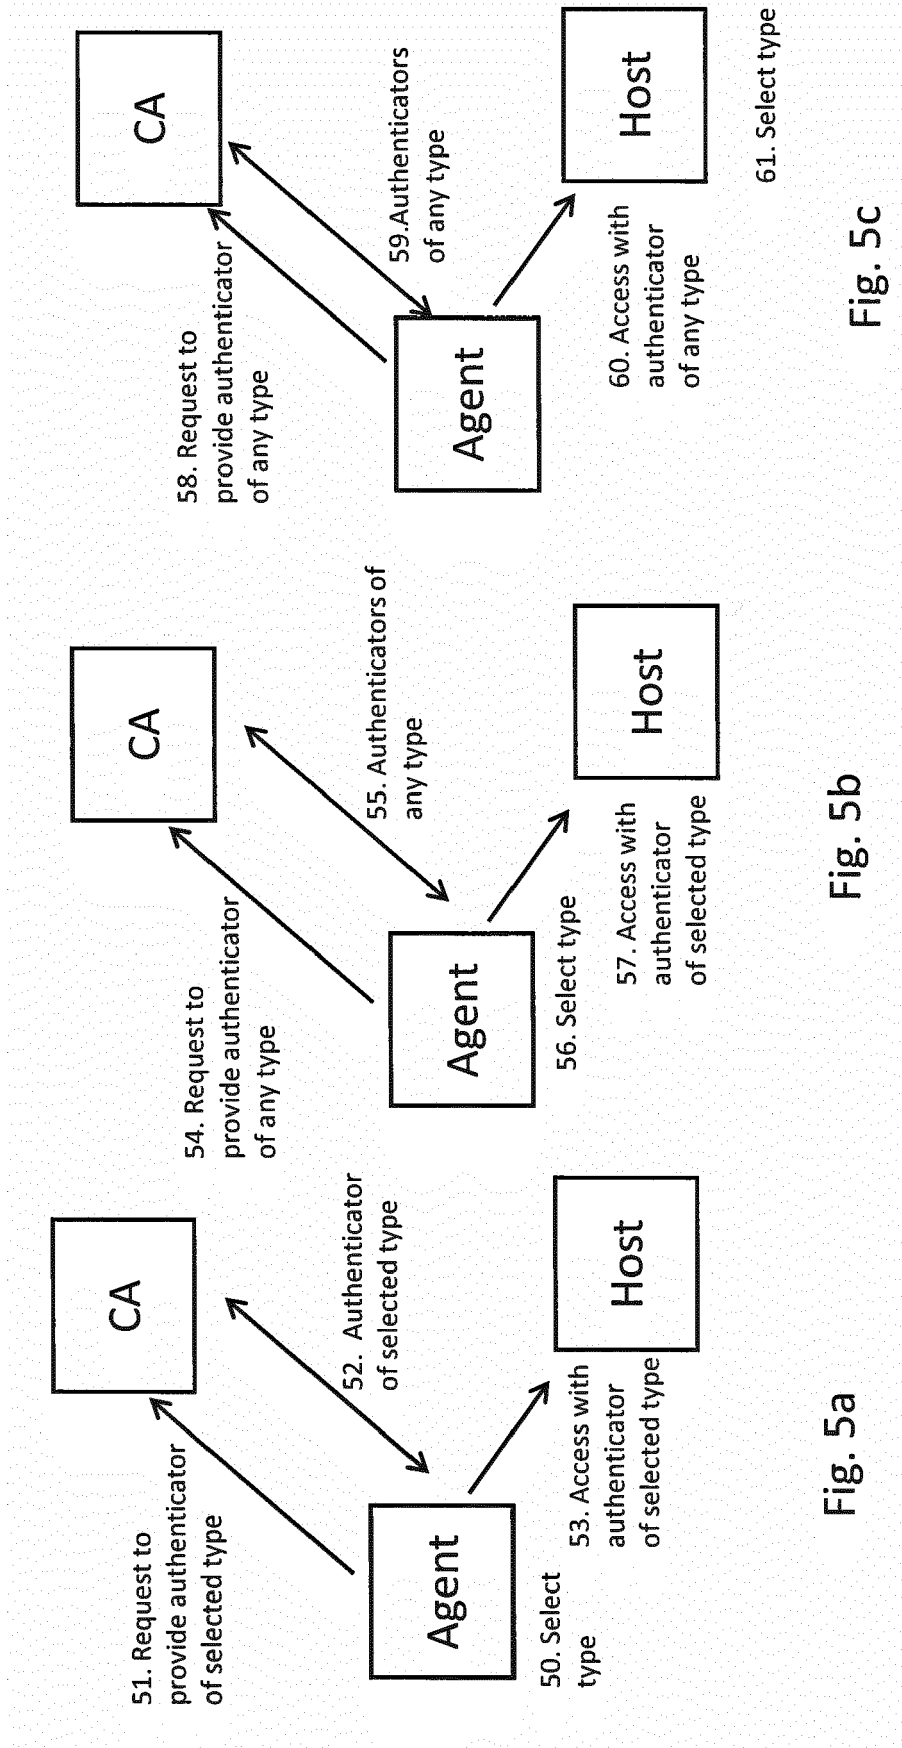 CA
51. Request to
provide authenticator
of selected type
52. Authenticator
of selected type
Agent
50. Select
type
53. Access with
authenticator
of selected type
Host
Fig. 5a
CA
54. Request to
provide authenticator
of any type
55. Authenticators of
any type
Agent
56. Select type
57. Access with
authenticator
of selected type
Host
Fig. 5b
CA
58. Request to
provide authenticator
of any type
59.Authenticators
of any type
Agent
60. Access with
authenticator
of any type
Host
61. Select type
Fig. 5c